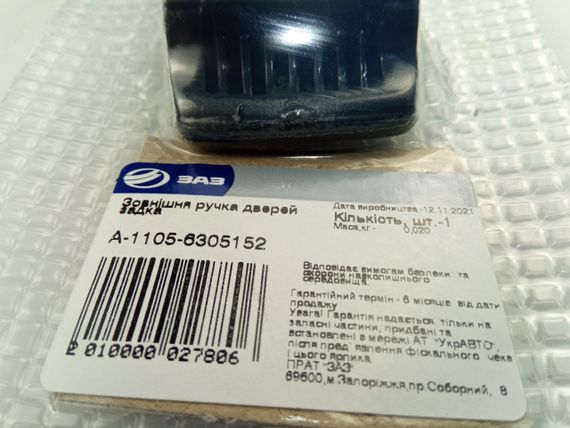 ЗАЗ
Зовнішня ручка дверей
задка
А-1105-6305152
2 010000 027806
Дата виробництва -12.11.2021
Кількість, шт.-1
Маса,кг - 0,020
Відповідає вимогам безпеки та
охорони навколишнього
середовища
Гарантійний термін - 6 місяців від дати
продажу
Увага! Гарантія надається тільки на
запасні частини, придбані та
встановлені в мережі АТ "УкрАВТО",
після пред'явлення фіскального чека
і цього ярлика
ПРАТ "ЗАЗ"
69600,м.Запоріжжя,пр.Соборний, 8